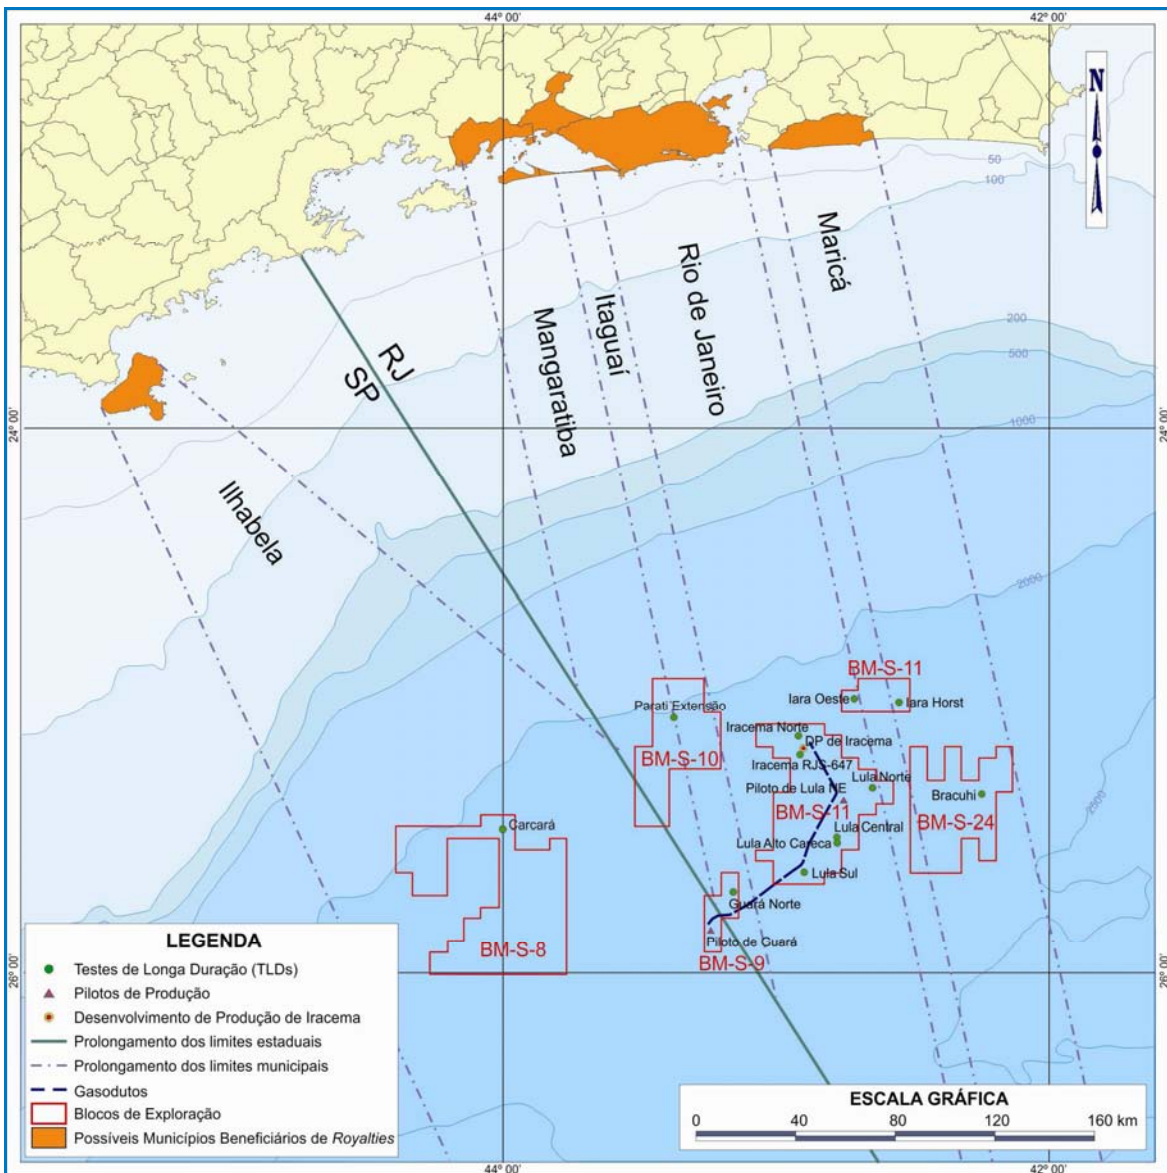 44° 00'
42° 00'
N
50
100
Maricá
Rio de Janeiro
Itaguaí
Mangaratiba
200
500
RJ
SP
1000
24° 00'
24° 00'
Ilhabela
2000
BM-S-11
Iara Oeste
Iara Horst
Parati Extensão
Iracema Norte
DP de Iracema
BM-S-10
Iracema RJS-647
Lula Norte
Piloto de Lula NE
Bracuhi
BM-S-11
BM-S-24
Carcará
Lula Central
Lula Alto Careca
Lula Sul
Guará Norte
Piloto de Guará
BM-S-8
BM-S-9
26° 00'
26° 00'
LEGENDA
Testes de Longa Duração (TLDs)
Pilotos de Produção
Desenvolvimento de Produção de Iracema
Prolongamento dos limites estaduais
Prolongamento dos limites municipais
Gasodutos
Blocos de Exploração
Possíveis Municípios Beneficiários de Royalties
ESCALA GRÁFICA
0 40 80 120 160 km
44° 00'
42° 00'